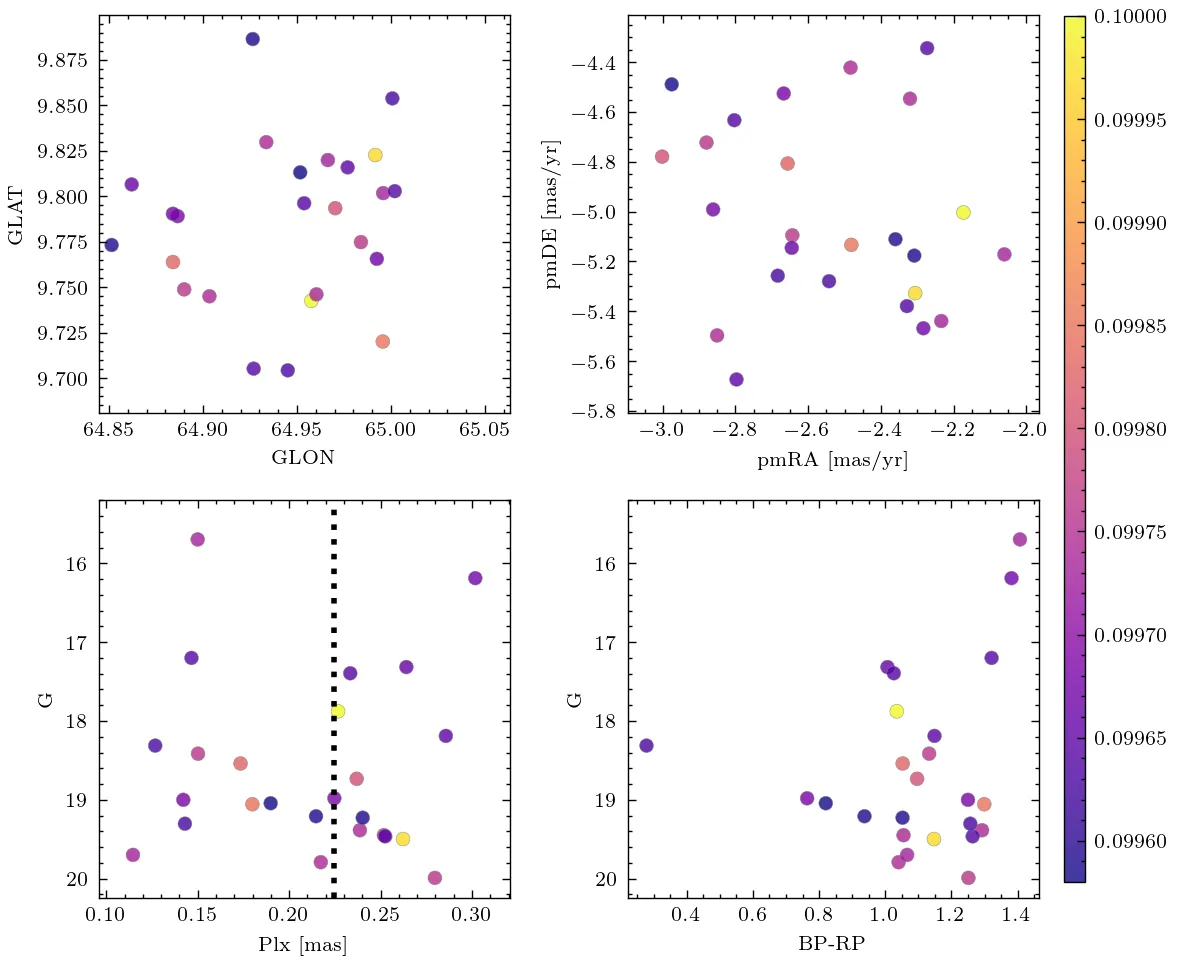 9.875
9.850
9.825
9.800
9.775
9.750
9.725
9.700
GLAT
64.85 64.90 64.95 65.00 65.05
GLON
−4.4
−4.6
−4.8
−5.0
−5.2
−5.4
−5.6
−5.8
pmDE [mas/yr]
−3.0 −2.8 −2.6 −2.4 −2.2 −2.0
pmRA [mas/yr]
16
17
18
19
20
G
0.10 0.15 0.20 0.25 0.30
Plx [mas]
16
17
18
19
20
G
0.4 0.6 0.8 1.0 1.2 1.4
BP-RP
0.10000
0.09995
0.09990
0.09985
0.09980
0.09975
0.09970
0.09965
0.09960